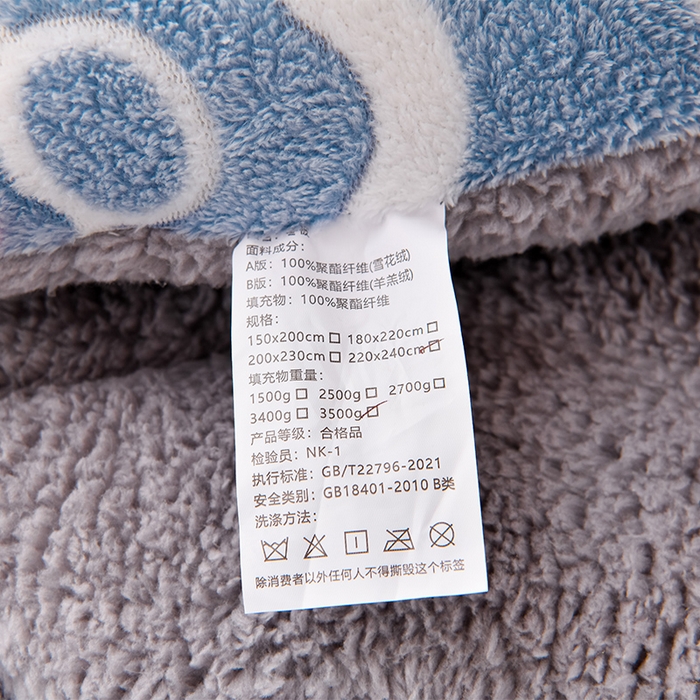 面料成分：
A版：100%聚酯纤维(雪花绒)
B版：100%聚酯纤维(羊羔绒)
填充物：100%聚酯纤维
规格：
150x200cm□ 180x220cm□
200x230cm□ 220x240cm□
填充物重量：
1500g□ 2500g□ 2700g□
3400g□ 3500g□
产品等级：合格品
检验员：NK-1
执行标准：GB/T22796-2021
安全类别：GB18401-2010 B类
洗涤方法：
除消费者以外任何人不得撕毁这个标签